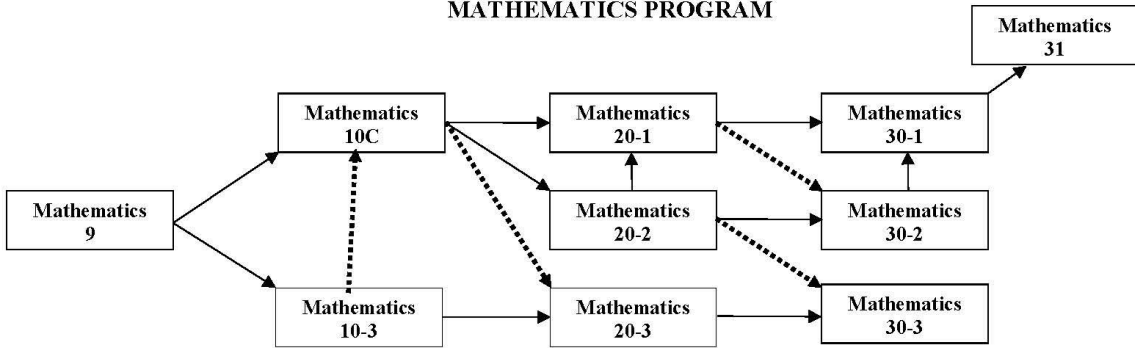 MATHEMATICS PROGRAM
Mathematics
31
Mathematics
10C
Mathematics
20-1
Mathematics
30-1
Mathematics
9
Mathematics
20-2
Mathematics
30-2
Mathematics
10-3
Mathematics
20-3
Mathematics
30-3